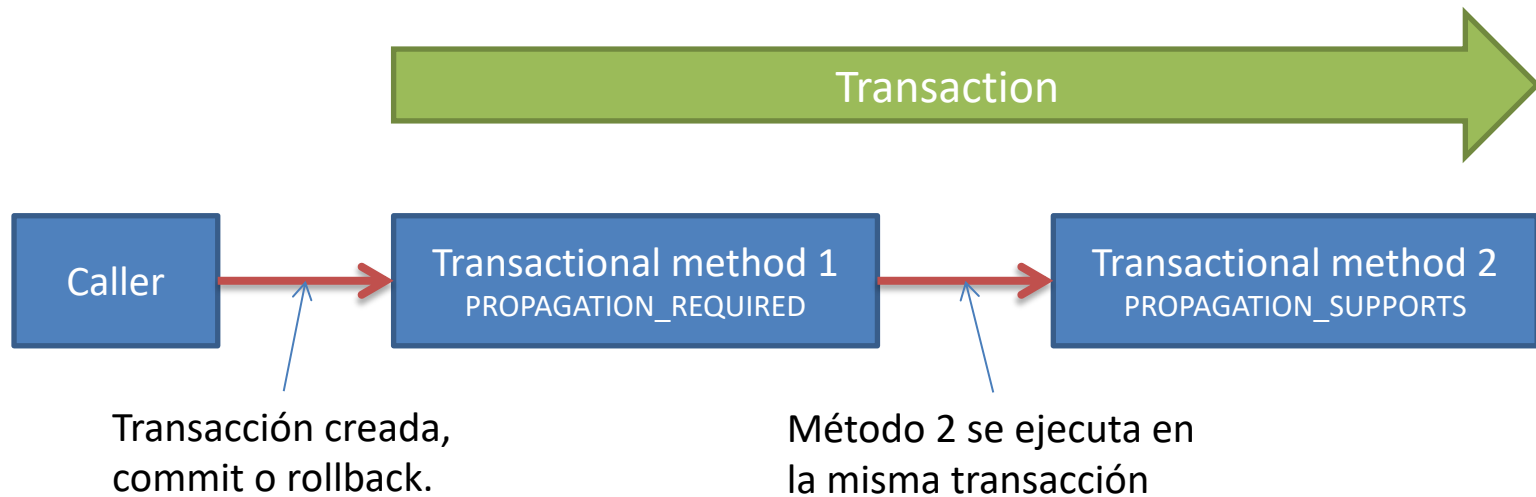 Transaction
Caller
Transactional method 1
PROPAGATION_REQUIRED
Transactional method 2
PROPAGATION_SUPPORTS
Transacción creada,
commit o rollback.
Método 2 se ejecuta en
la misma transacción